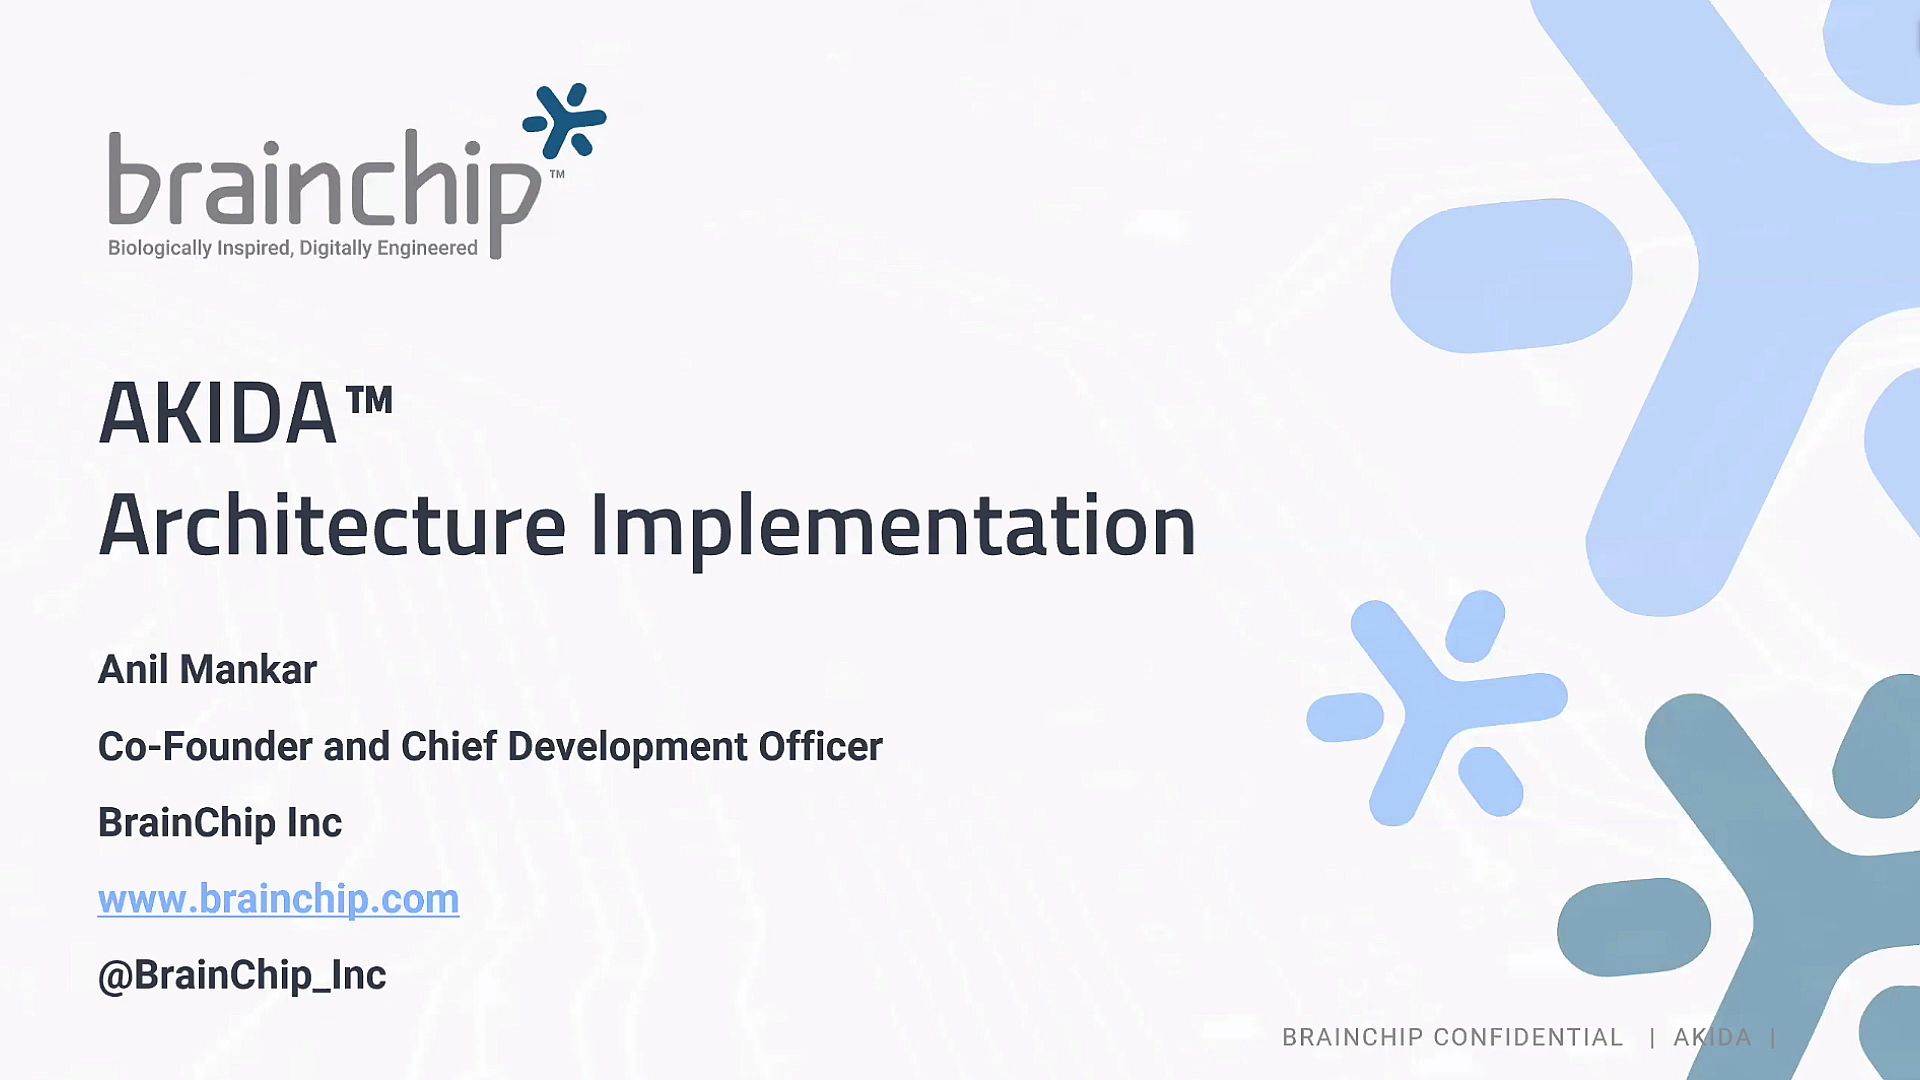 brainchip™
Biologically Inspired, Digitally Engineered
AKIDA™
Architecture Implementation
Anil Mankar
Co-Founder and Chief Development Officer
BrainChip Inc
www.brainchip.com
@BrainChip_Inc
BRAINCHIP CONFIDENTIAL | AKIDA |